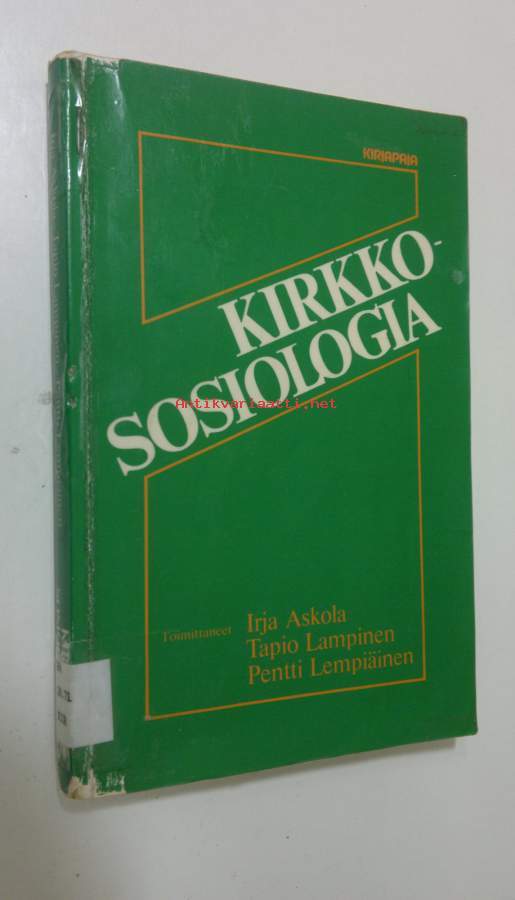 KIRJAPAJA
KIRKKO-
SOSIOLOGIA
Antikvariaatti.net
Toimittaneet
Irja Askola
Tapio Lampinen
Pentti Lempiäinen